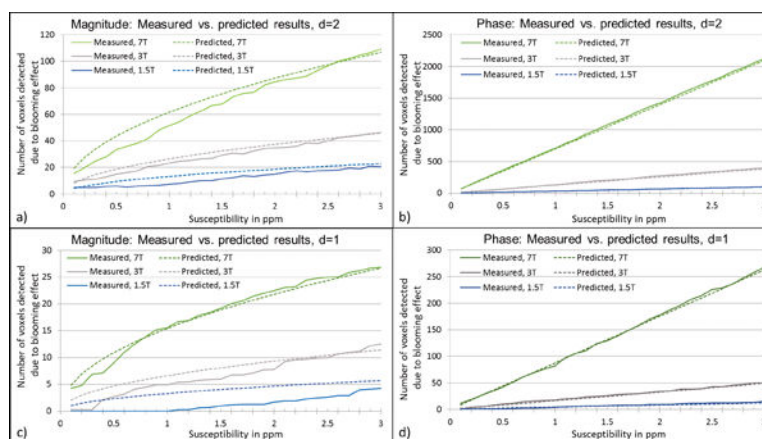 Magnitude: Measured vs. predicted results, d=2
Number of voxels detected
due to blooming effect
120
100
80
60
40
20
0
Measured, 7T
Predicted, 7T
Measured, 3T
Predicted, 3T
Measured, 1.5T
Predicted, 1.5T
0
0.5
1
1.5
2
2.5
3
a)
Susceptibility in ppm
Phase: Measured vs. predicted results, d=2
Number of voxels detected
due to blooming effect
2500
2000
1500
1000
500
0
Measured, 7T
Predicted, 7T
Measured, 3T
Predicted, 3T
Measured, 1.5T
Predicted, 1.5T
0
0.5
1
1.5
2
2.5
3
b)
Susceptibility in ppm
Magnitude: Measured vs. predicted results, d=1
Number of voxels detected
due to blooming effect
30
25
20
15
10
5
0
Measured, 7T
Predicted, 7T
Measured, 3T
Predicted, 3T
Measured, 1.5T
Predicted, 1.5T
0
0.5
1
1.5
2
2.5
3
c)
Susceptibility in ppm
Phase: Measured vs. predicted results, d=1
Number of voxels detected
due to blooming effect
300
250
200
150
100
50
0
Measured, 7T
Predicted, 7T
Measured, 3T
Predicted, 3T
Measured, 1.5T
Predicted, 1.5T
0
0.5
1
1.5
2
2.5
3
d)
Susceptibility in ppm